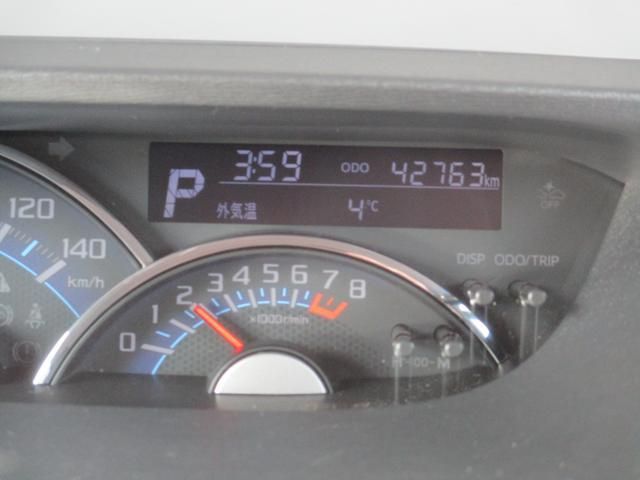 P
3:59 ODO 42763km
外気温 4℃
120
140
km/h
0 1 2 3 4 5 6 7 8
×1000r/min
OFF
DISP ODO/TRIP
H-:00-M